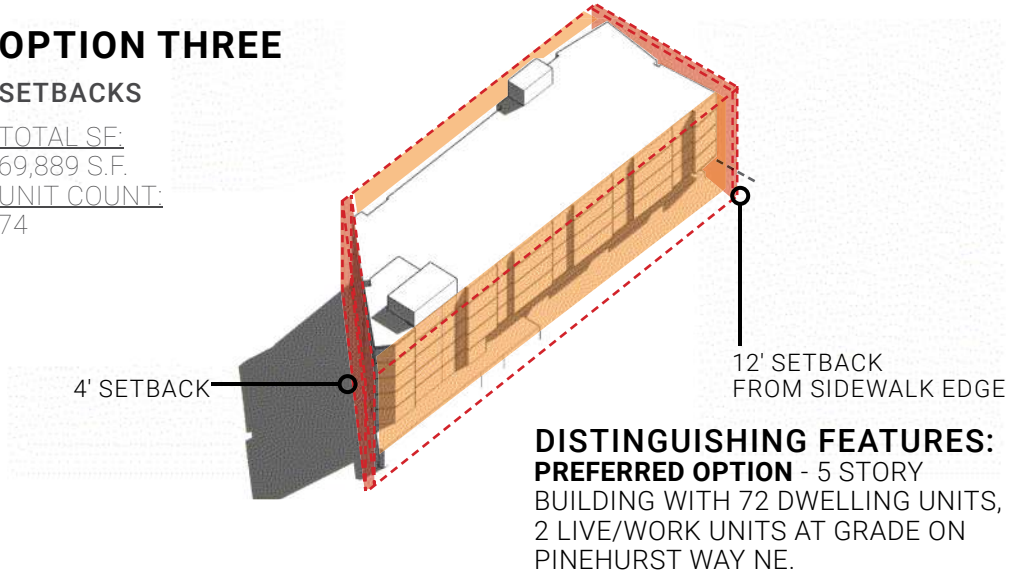 OPTION THREE
SETBACKS
TOTAL SF:
69,889 S.F.
UNIT COUNT:
74
4' SETBACK
12' SETBACK
FROM SIDEWALK EDGE
DISTINGUISHING FEATURES:
PREFERRED OPTION - 5 STORY
BUILDING WITH 72 DWELLING UNITS,
2 LIVE/WORK UNITS AT GRADE ON
PINEHURST WAY NE.